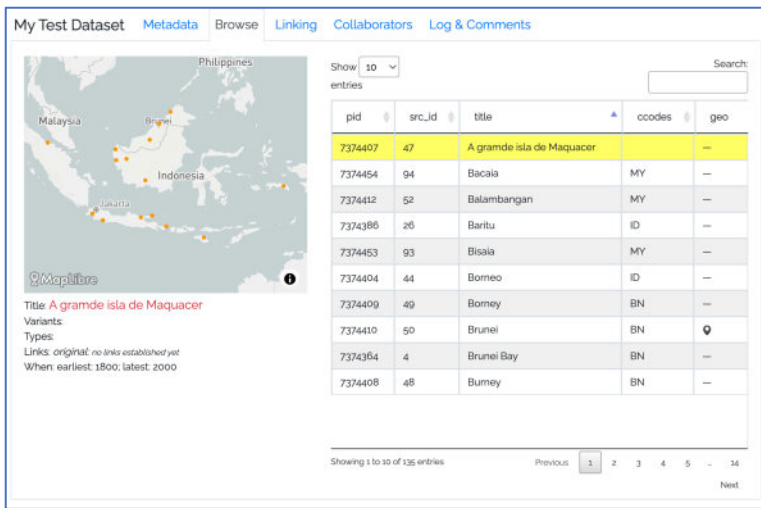 My Test Dataset Metadata Browse Linking Collaborators Log & Comments
Philippines
Malaysia
Brunei
Indonesia
Jakarta
MapLibre
Title: A gramde isla de Maquacer
Variants:
Types:
Links: original: no links established yet
When: earliest: 1800; latest: 2000
Show 10 entries
Search:
pid src_id title ccodes geo
7374407 47 A gramde isla de Maquacer —
7374454 94 Bacaia MY —
7374412 52 Balambangan MY —
7374386 26 Baritu ID —
7374453 93 Bisaia MY —
7374404 44 Borneo ID —
7374409 49 Borney BN —
7374410 50 Brunei BN
7374364 4 Brunei Bay BN —
7374408 48 Burney BN —
Showing 1 to 10 of 135 entries
Previous 1 2 3 4 5 … 14
Next